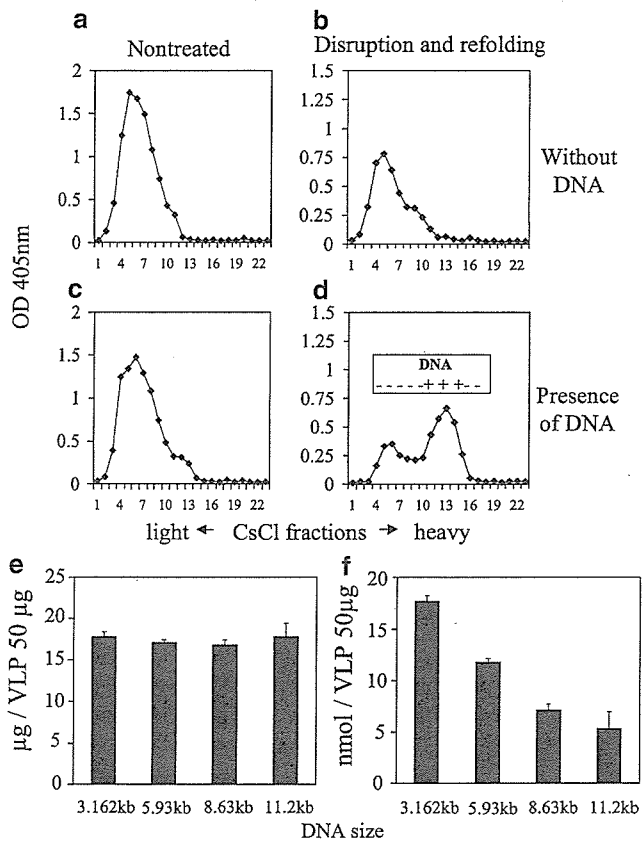 a
b
Nontreated
Disruption and refolding
2
1.5
1
0.5
0
1 4 7 10 13 16 19 22
1.5
1.25
1
0.75
0.5
0.25
0
1 4 7 10 13 16 19 22
Without
DNA
OD 405nm
c
d
2
1.5
1
0.5
0
1 4 7 10 13 16 19 22
1.5
1.25
1
0.75
0.5
0.25
0
DNA
- - - - - + + + - -
1 4 7 10 13 16 19 22
Presence
of DNA
light ← CsCl fractions → heavy
e
f
µg / VLP 50 µg
25
20
15
10
5
0
3.162kb 5.93kb 8.63kb 11.2kb
nmol / VLP 50µg
20
15
10
5
0
3.162kb 5.93kb 8.63kb 11.2kb
DNA size